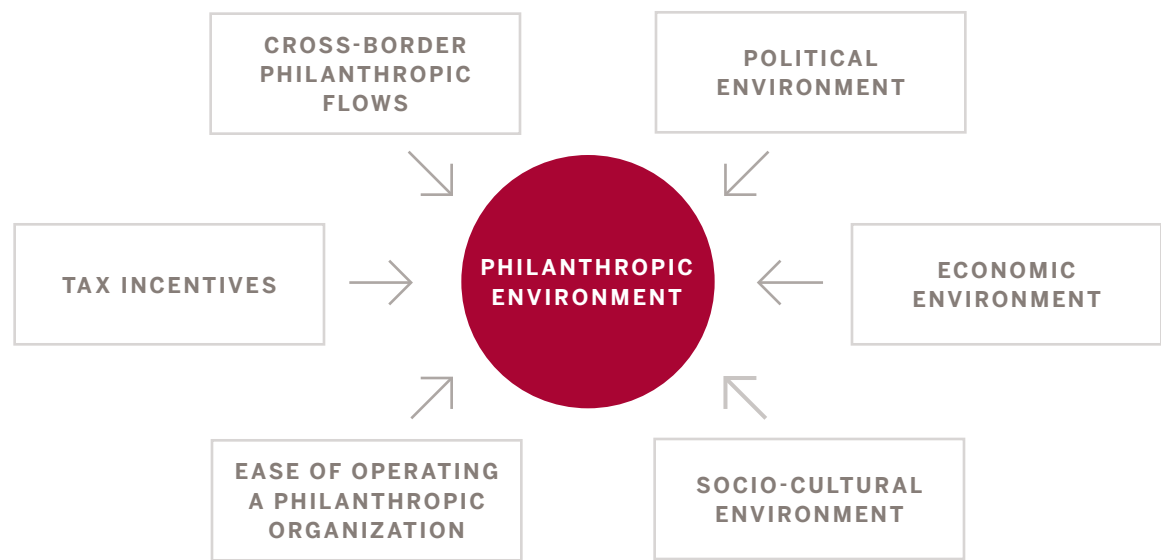 CROSS-BORDER
PHILANTHROPIC
FLOWS
POLITICAL
ENVIRONMENT
TAX INCENTIVES
PHILANTHROPIC
ENVIRONMENT
ECONOMIC
ENVIRONMENT
EASE OF OPERATING
A PHILANTHROPIC
ORGANIZATION
SOCIO-CULTURAL
ENVIRONMENT